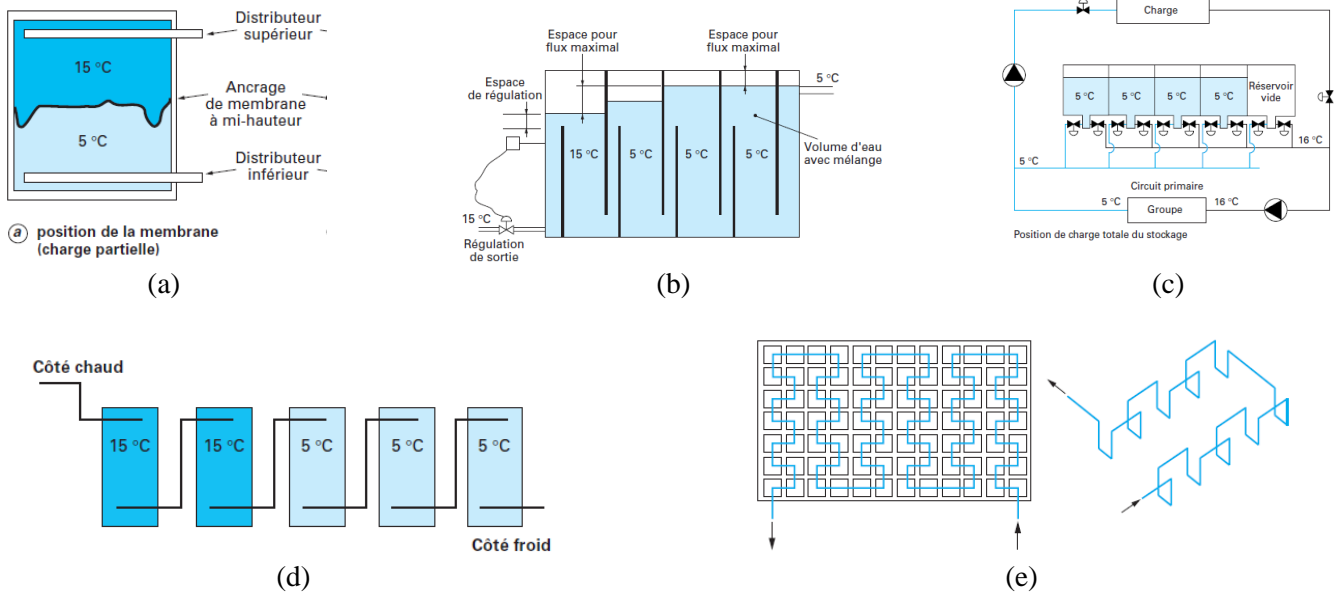 Distributeur
supérieur
15 °C
Ancrage
de membrane
à mi-hauteur
5 °C
Distributeur
inférieur
a position de la membrane
(charge partielle)
(a)
Espace pour
flux maximal
Espace pour
flux maximal
Espace
de régulation
5 °C
15 °C
5 °C
5 °C
5 °C
Volume d'eau
avec mélange
15 °C
Régulation
de sortie
(b)
Charge
5 °C
5 °C
5 °C
5 °C
Réservoir
vide
16 °C
5 °C
Circuit primaire
5 °C
Groupe
16 °C
Position de charge totale du stockage
(c)
Côté chaud
15 °C
15 °C
5 °C
5 °C
5 °C
Côté froid
(d)
(e)